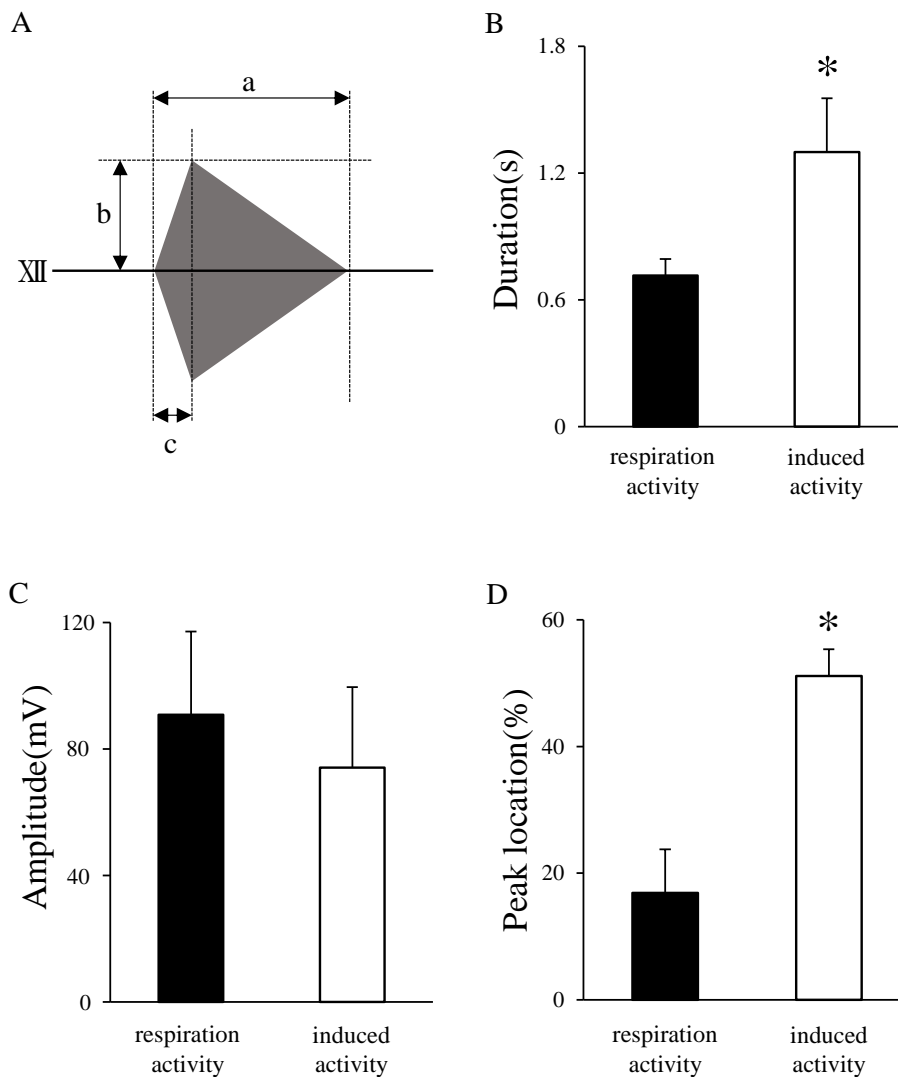 A
a
b
XII
c
B
Duration(s)
1.8
1.2
0.6
0
*
respiration
activity
induced
activity
C
Amplitude(mV)
120
80
40
0
respiration
activity
induced
activity
D
Peak location(%)
60
40
20
0
*
respiration
activity
induced
activity